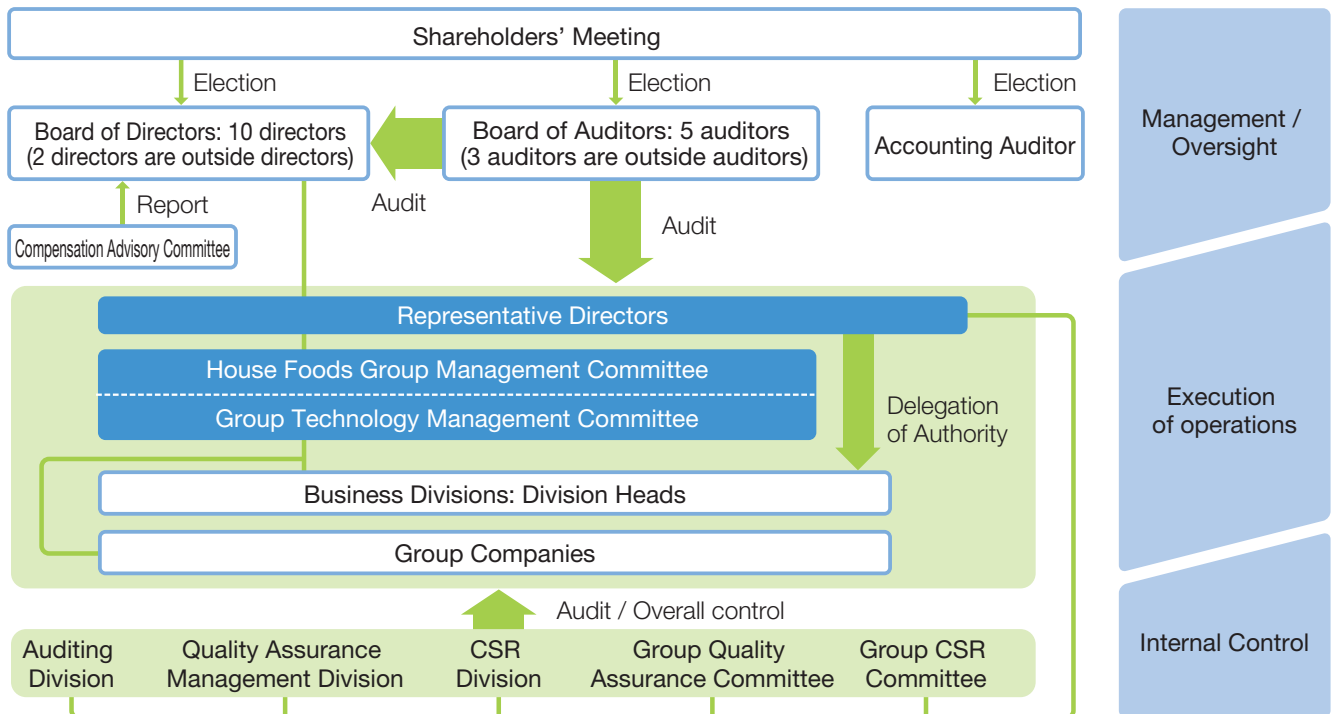 Shareholders’ Meeting
Election
Election
Election
Board of Directors: 10 directors
(2 directors are outside directors)
Board of Auditors: 5 auditors
(3 auditors are outside auditors)
Accounting Auditor
Management /
Oversight
Report
Audit
Audit
Compensation Advisory Committee
Representative Directors
House Foods Group Management Committee
Group Technology Management Committee
Delegation
of Authority
Execution
of operations
Business Divisions: Division Heads
Group Companies
Audit / Overall control
Auditing
Division
Quality Assurance
Management Division
CSR
Division
Group Quality
Assurance Committee
Group CSR
Committee
Internal Control